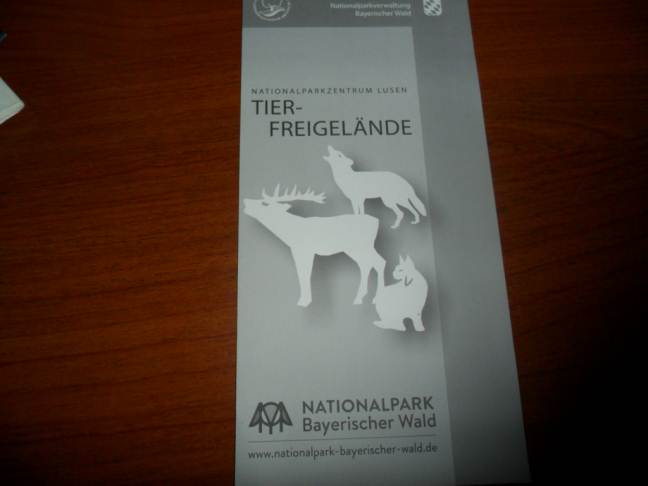 Nationalparkverwaltung
Bayerischer Wald
NATIONALPARKZENTRUM LUSEN
TIER-
FREIGELÄNDE
NATIONALPARK
Bayerischer Wald
www.nationalpark-bayerischer-wald.de